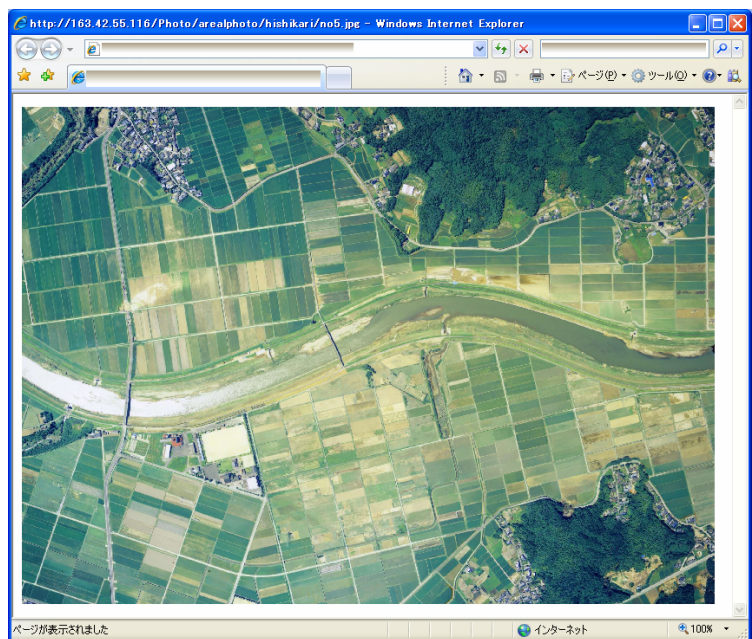 http://163.42.55.116/Photo/arealphoto/hishikari/no5.jpg - Windows Internet Explorer
ページ(P) ツール(O)
ページが表示されました インターネット 100%